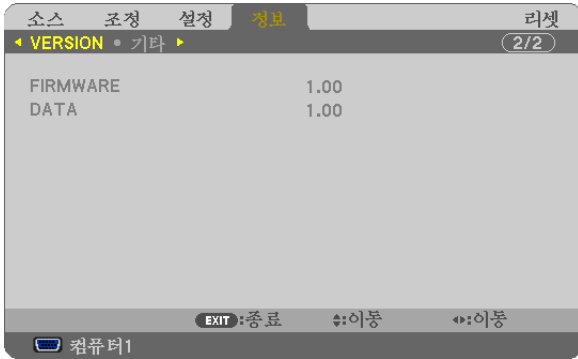 소스 조정 설정 정보 리셋
VERSION 기타 2/2
FIRMWARE 1.00
DATA 1.00
EXIT:종료 :이동 :이동
컴퓨터1